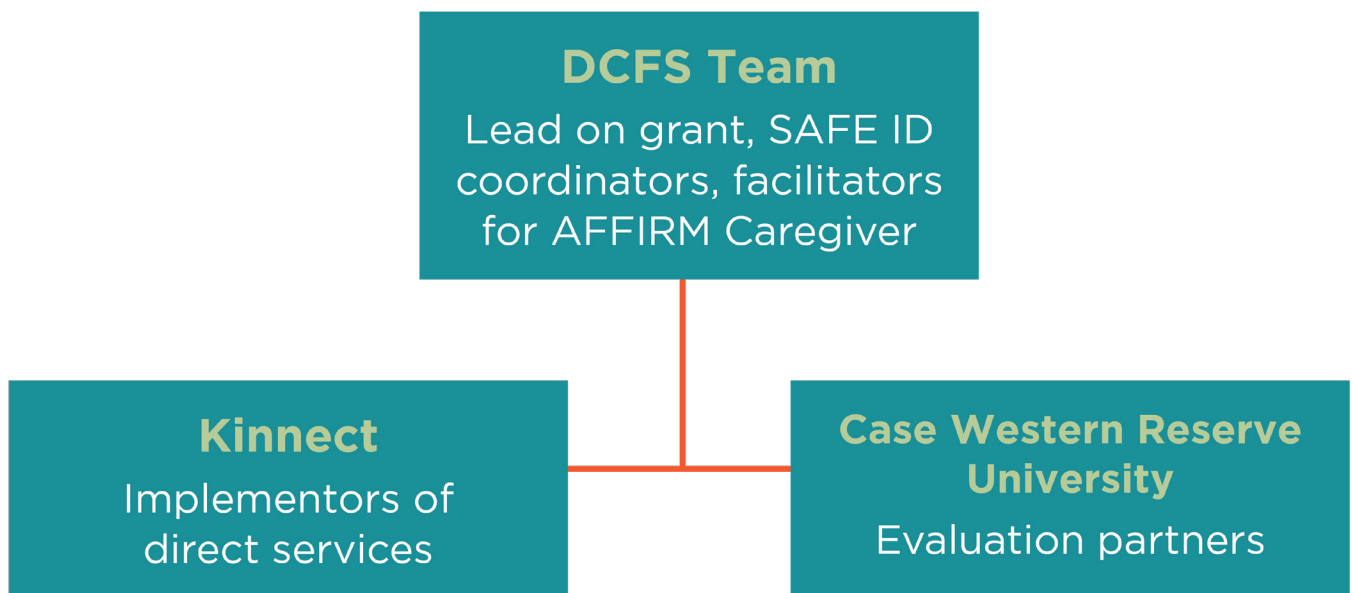 DCFS Team
Lead on grant, SAFE ID
coordinators, facilitators
for AFFIRM Caregiver
Kinnect
Implementors of
direct services
Case Western Reserve
University
Evaluation partners